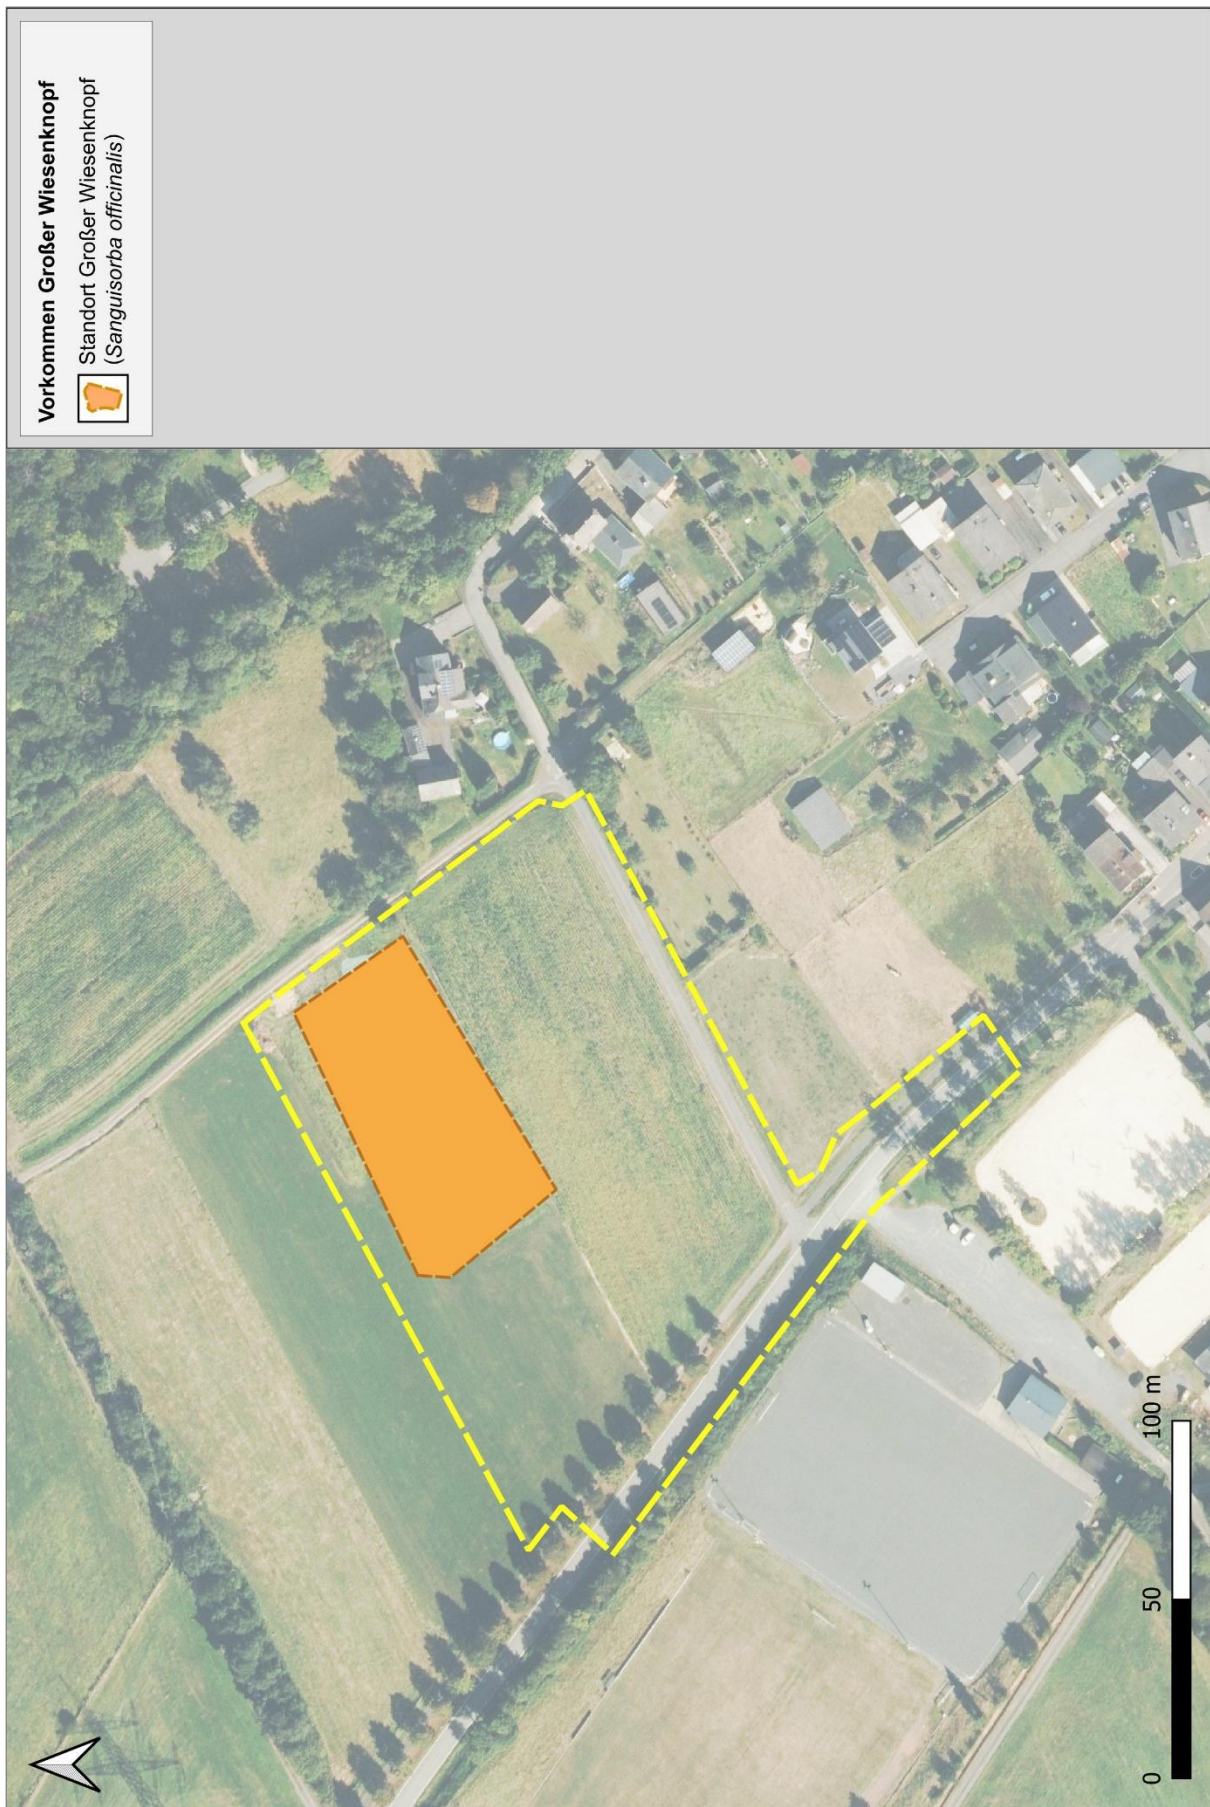 Vorkommen Großer Wiesenknopf
Standort Großer Wiesenknopf
(Sanguisorba officinalis)
0 50 100 m